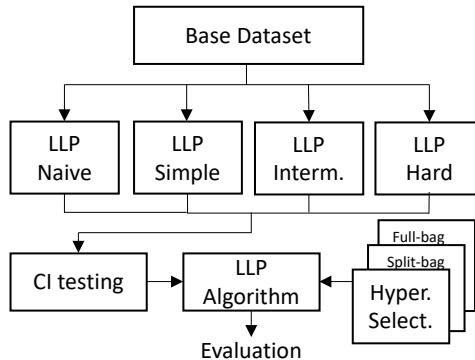 Base Dataset
LLP
Naive
LLP
Simple
LLP
Interm.
LLP
Hard
CI testing
LLP
Algorithm
Full-bag
Split-bag
Hyper.
Select.
Evaluation